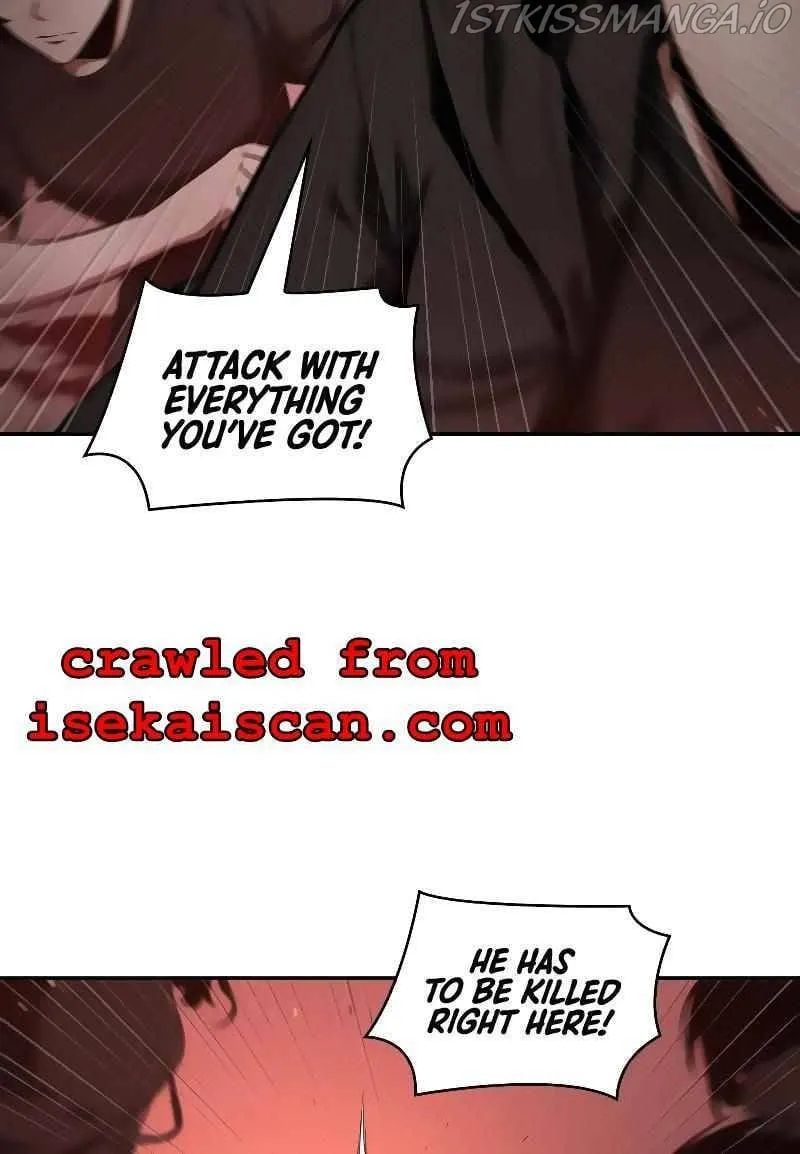 1STKISSMANGA.IO
ATTACK WITH
EVERYTHING
YOU'VE GOT!
crawled from
isekaiscan.com
HE HAS
TO BE KILLED
RIGHT HERE!